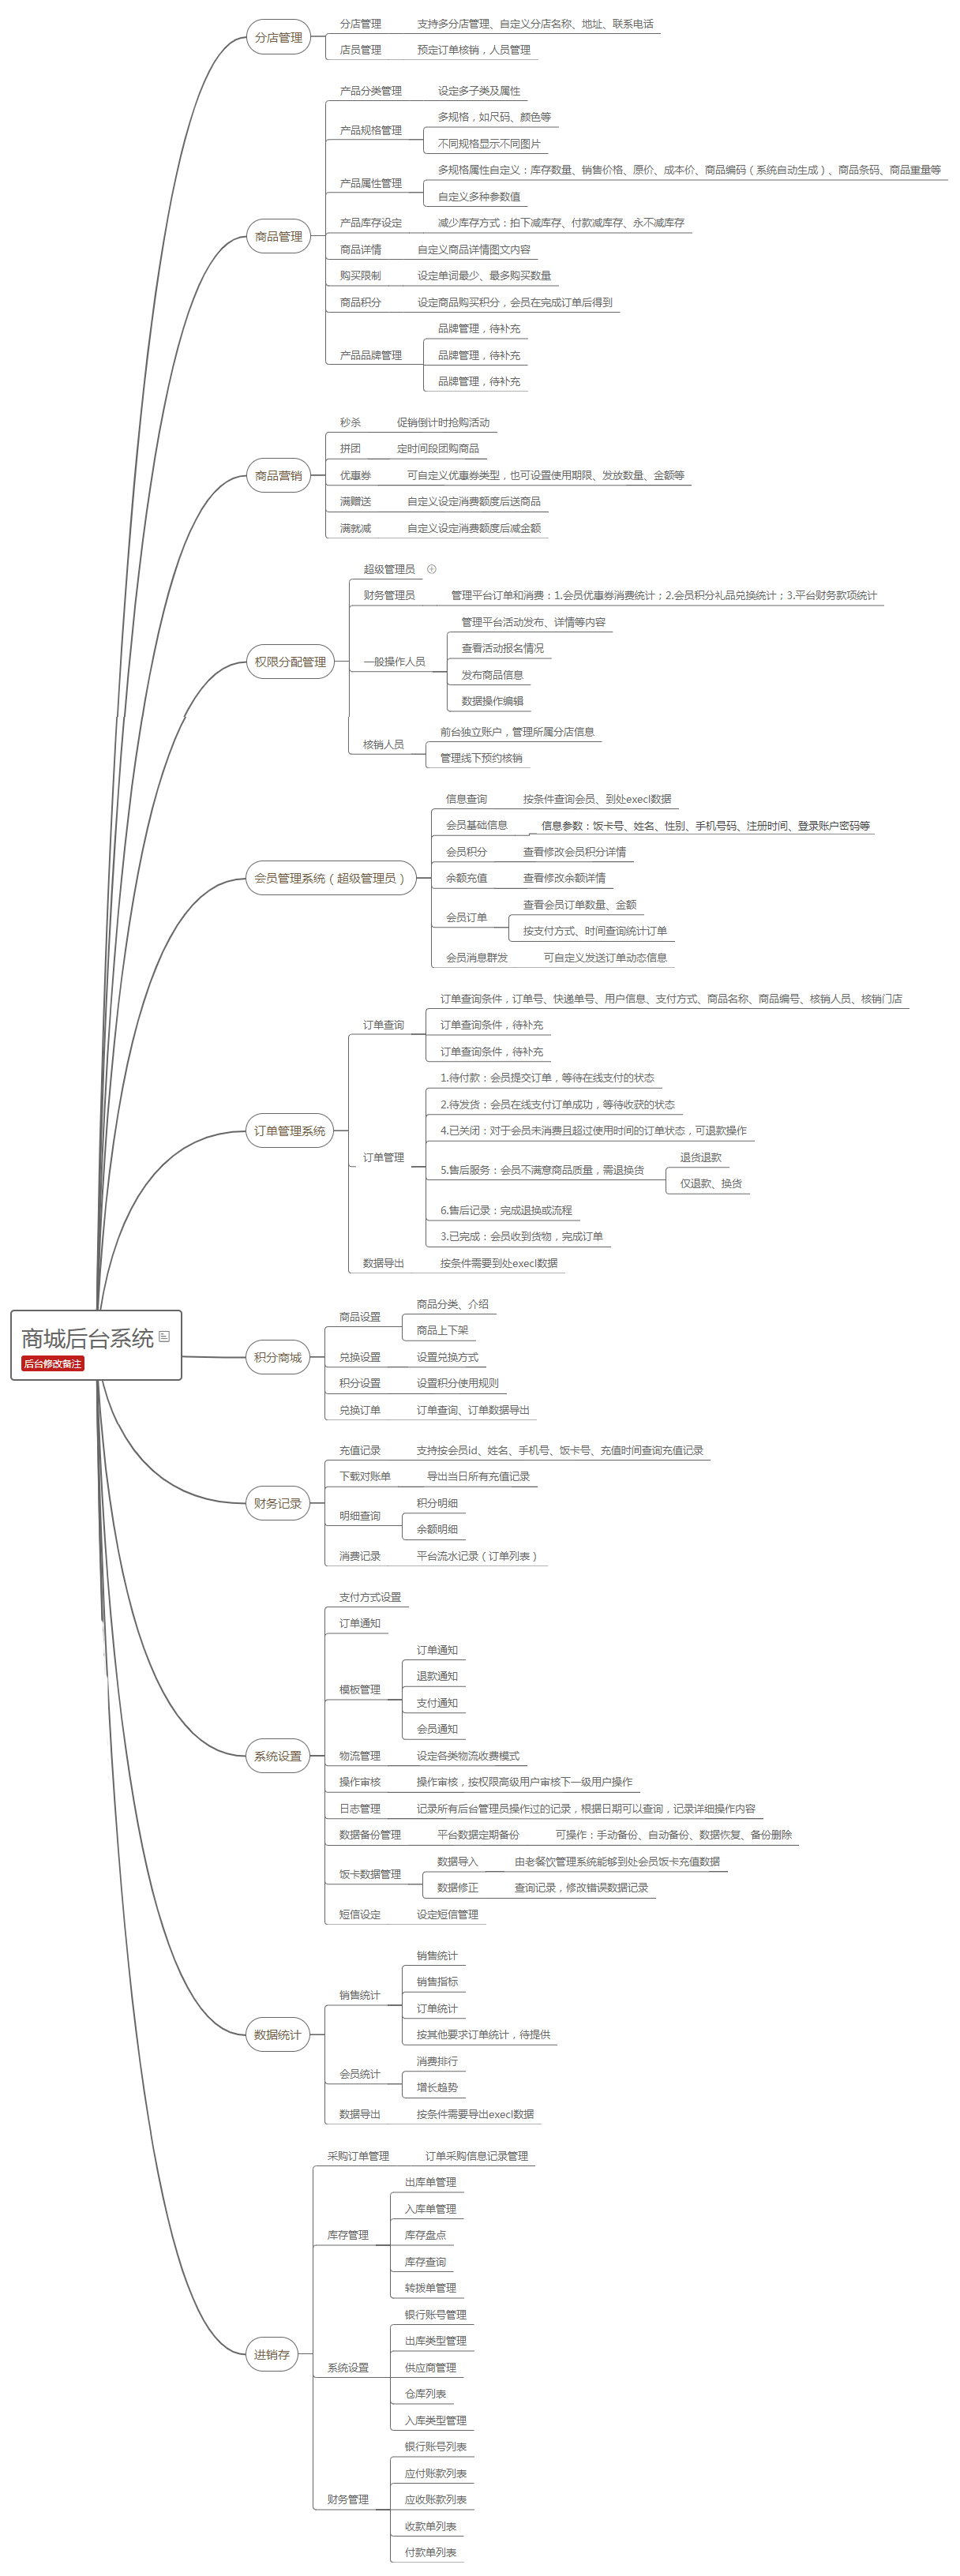 分店管理
分店管理
支持多分店管理、自定义分店名称、地址、联系电话
店员管理
预定订单核销，人员管理
商品管理
产品分类管理
设定多子类及属性
产品规格管理
多规格，如尺码、颜色等
不同规格显示不同图片
产品属性管理
多规格属性自定义：库存数量、销售价格、原价、成本价、商品编码（系统自动生成）、商品条码、商品重量等
自定义多种参数值
产品库存设定
减少库存方式：拍下减库存、付款减库存、永不减库存
商品详情
自定义商品详情图文内容
购买限制
设定单词最少、最多购买数量
商品积分
设定商品购买积分，会员在完成订单后得到
产品品牌管理
品牌管理，待补充
品牌管理，待补充
品牌管理，待补充
商品营销
秒杀
促销倒计时抢购活动
拼团
定时间段团购商品
优惠券
可自定义优惠券类型，也可设置使用期限、发放数量、金额等
满赠送
自定义设定消费额度后送商品
满就减
自定义设定消费额度后减金额
权限分配管理
超级管理员
财务管理员
管理平台订单和消费：1.会员优惠券消费统计；2.会员积分礼品兑换统计；3.平台财务款项统计
一般操作人员
管理平台活动发布、详情等内容
查看活动报名情况
发布商品信息
数据操作编辑
核销人员
前台独立账户，管理所属分店信息
管理线下预约核销
会员管理系统（超级管理员）
信息查询
按条件查询会员、到处execl数据
会员基础信息
信息参数：饭卡号、姓名、性别、手机号码、注册时间、登录账户密码等
会员积分
查看修改会员积分详情
余额充值
查看修改余额详情
会员订单
查看会员订单数量、金额
按支付方式、时间查询统计订单
会员消息群发
可自定义发送订单动态信息
订单管理系统
订单查询
订单查询条件，订单号、快递单号、用户信息、支付方式、商品名称、商品编号、核销人员、核销门店
订单查询条件，待补充
订单查询条件，待补充
订单管理
1.待付款：会员提交订单，等待在线支付的状态
2.待发货：会员在线支付订单成功，等待收获的状态
4.已关闭：对于会员未消费且超过使用时间的订单状态，可退款操作
5.售后服务：会员不满意商品质量，需退换货
退货退款
仅退款、换货
6.售后记录：完成退换或流程
3.已完成：会员收到货物，完成订单
数据导出
按条件需要到处execl数据
商城后台系统
后台修改备注
积分商城
商品设置
商品分类、介绍
商品上下架
兑换设置
设置兑换方式
积分设置
设置积分使用规则
兑换订单
订单查询、订单数据导出
财务记录
充值记录
支持按会员id、姓名、手机号、饭卡号、充值时间查询充值记录
下载对账单
导出当日所有充值记录
明细查询
积分明细
余额明细
消费记录
平台流水记录（订单列表）
系统设置
支付方式设置
订单通知
模板管理
订单通知
退款通知
支付通知
会员通知
物流管理
设定各类物流收费模式
操作审核
操作审核，按权限高级用户审核下一级用户操作
日志管理
记录所有后台管理员操作过的记录，根据日期可以查询，记录详细操作内容
数据备份管理
平台数据定期备份
可操作：手动备份、自动备份、数据恢复、备份删除
饭卡数据管理
数据导入
由老餐饮管理系统能够到处会员饭卡充值数据
数据修正
查询记录，修改错误数据记录
短信设定
设定短信管理
数据统计
销售统计
销售统计
销售指标
订单统计
按其他要求订单统计，待提供
会员统计
消费排行
增长趋势
数据导出
按条件需要导出execl数据
进销存
采购订单管理
订单采购信息记录管理
库存管理
出库单管理
入库单管理
库存盘点
库存查询
转拨单管理
系统设置
银行账号管理
出库类型管理
供应商管理
仓库列表
入库类型管理
财务管理
银行账号列表
应付账款列表
应收账款列表
收款单列表
付款单列表